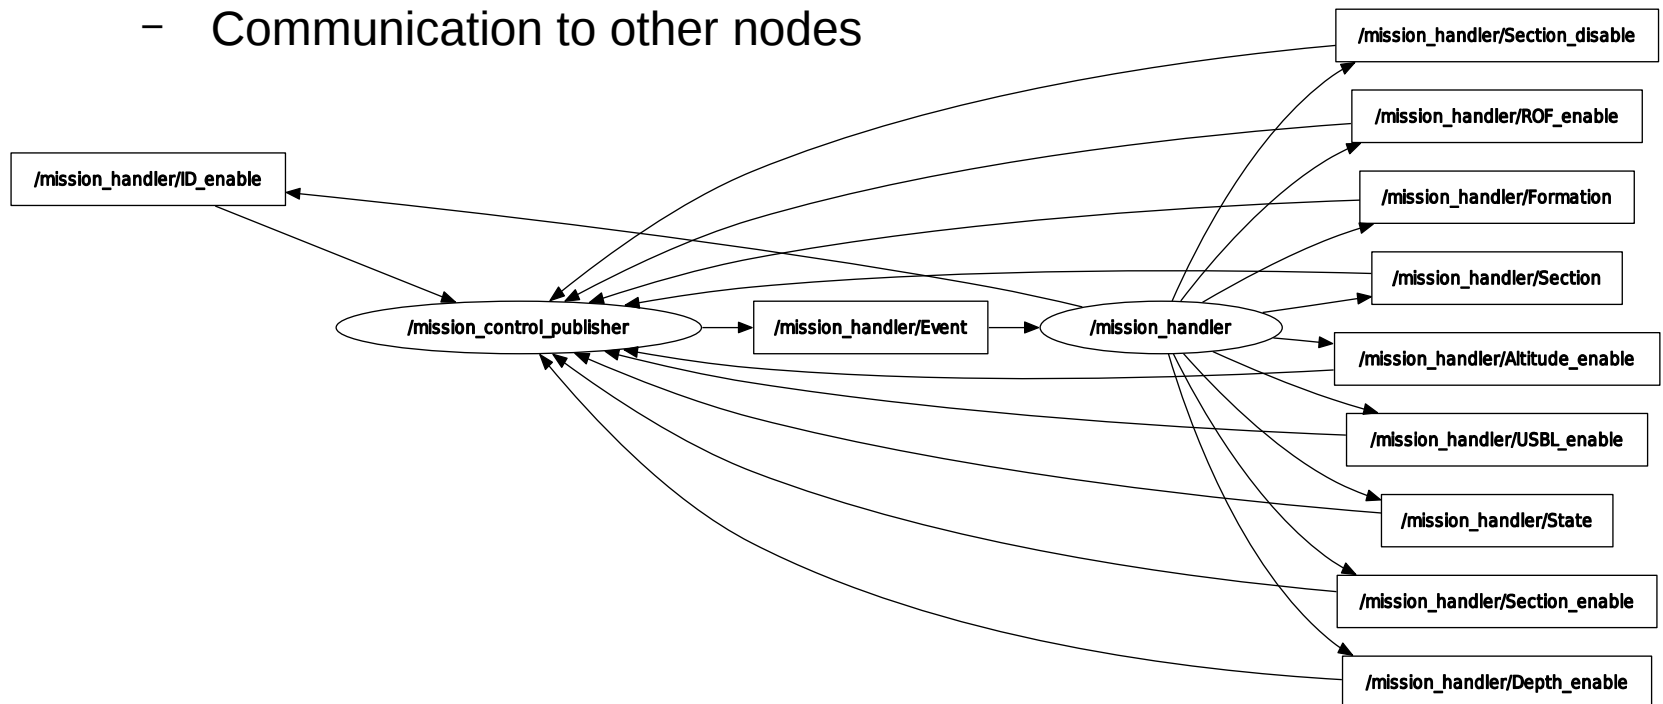 – Communication to other nodes
/mission_handler/Section_disable
/mission_handler/ROF_enable
/mission_handler/ID_enable
/mission_handler/Formation
/mission_handler/Section
/mission_control_publisher
/mission_handler/Event
/mission_handler
/mission_handler/Altitude_enable
/mission_handler/USBL_enable
/mission_handler/State
/mission_handler/Section_enable
/mission_handler/Depth_enable